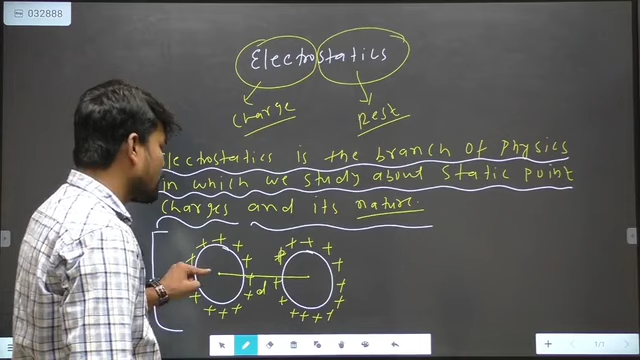 032888
Electrostatics
Charge
Rest
Electrostatics is the branch of physics
in which we study about static point
charges and its nature.
+ + + + + + + + + + + +
d
1/1